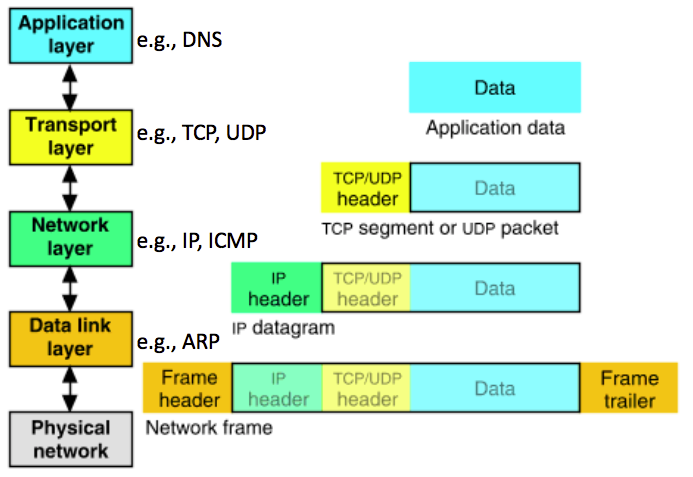 Application
layer
e.g., DNS
Data
Application data
Transport
layer
e.g., TCP, UDP
TCP/UDP
header
Data
TCP segment or UDP packet
Network
layer
e.g., IP, ICMP
IP
header
TCP/UDP
header
Data
IP datagram
Data link
layer
e.g., ARP
Frame
header
IP
header
TCP/UDP
header
Data
Frame
trailer
Network frame
Physical
network